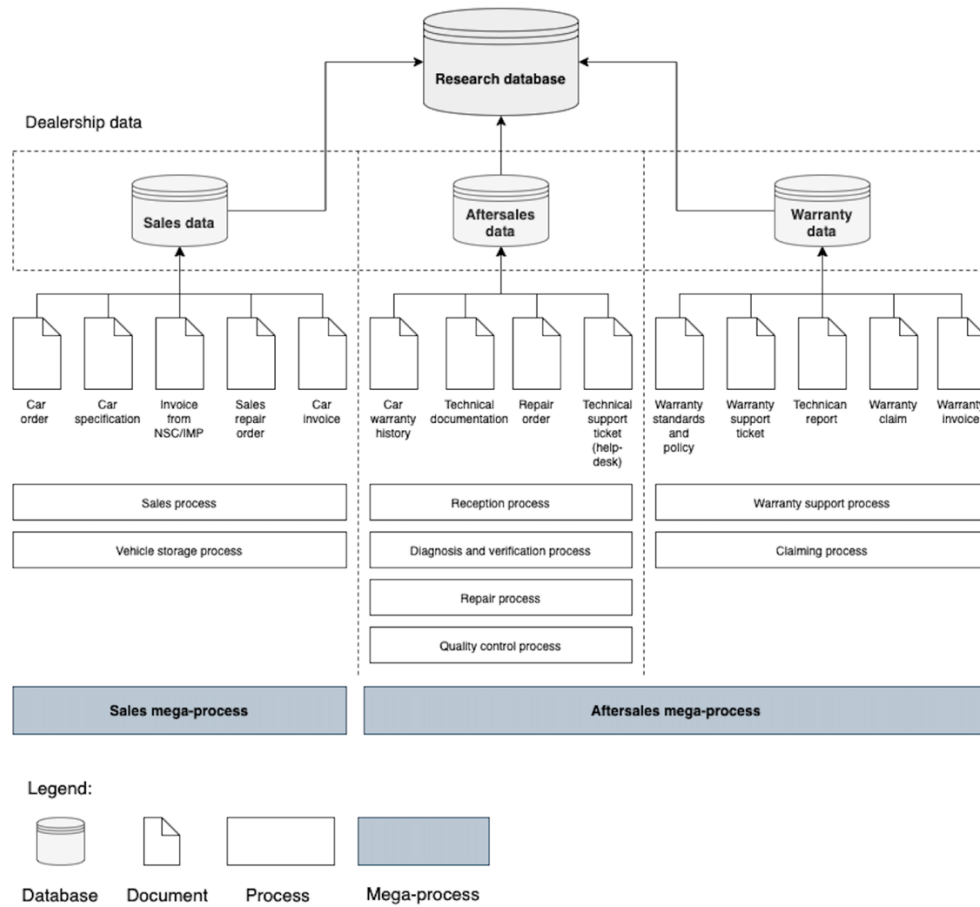 Research database
Dealership data
Sales data
Aftersales
data
Warranty
data
Car
order
Car
specification
Invoice
from
NSC/IMP
Sales
repair
order
Car
invoice
Car
warranty
history
Technical
documentation
Repair
order
Technical
support
ticket
(help-
desk)
Warranty
standards
and
policy
Warranty
support
ticket
Technican
report
Warranty
claim
Warranty
invoice
Sales process
Reception process
Warranty support process
Vehicle storage process
Diagnosis and verification process
Claiming process
Repair process
Quality control process
Sales mega-process
Aftersales mega-process
Legend:
Database
Document
Process
Mega-process